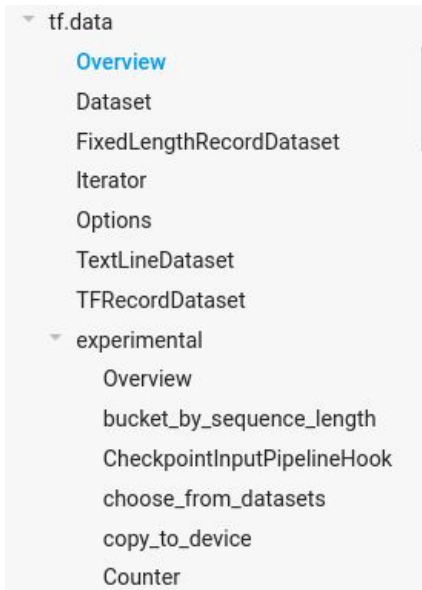 tf.data
Overview
Dataset
FixedLengthRecordDataset
Iterator
Options
TextLineDataset
TFRecordDataset
experimental
Overview
bucket_by_sequence_length
CheckpointInputPipelineHook
choose_from_datasets
copy_to_device
Counter